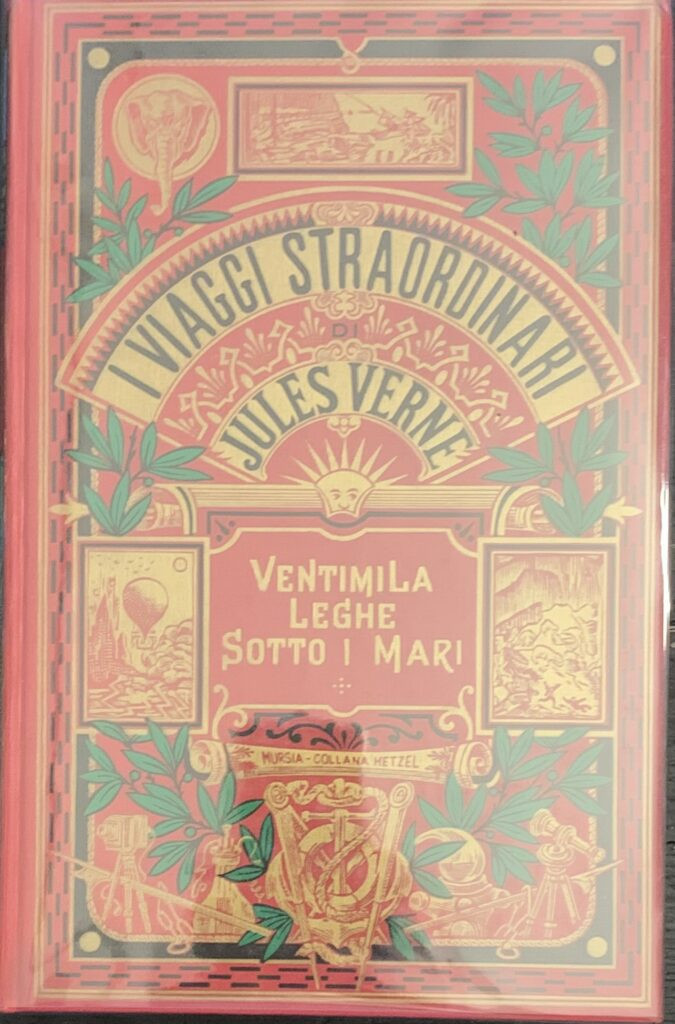 I VIAGGI STRAORDINARI
DI
JULES VERNE
VENTIMILA
LEGHE
SOTTO I MARI
MURSIA - COLLANA HETZEL